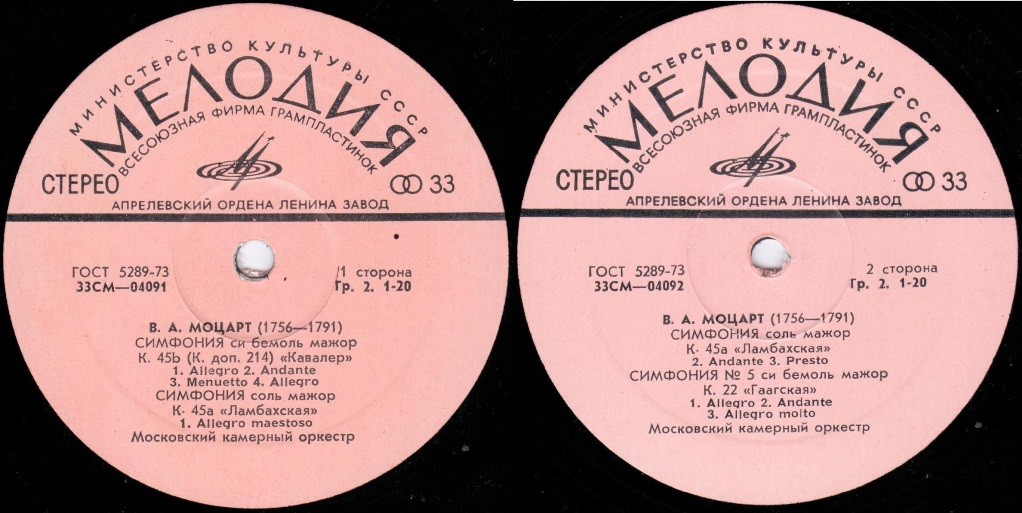 МИНИСТЕРСТВО КУЛЬТУРЫ СССР
МЕЛОДИЯ
ВСЕСОЮЗНАЯ ФИРМА ГРАМПЛАСТИНОК
СТЕРЕО
33
АПРЕЛЕВСКИЙ ОРДЕНА ЛЕНИНА ЗАВОД
ГОСТ 5289-73
33СМ—04091
1 сторона
Гр. 2. 1-20
В. А. МОЦАРТ (1756—1791)
СИМФОНИЯ си бемоль мажор
К. 45b (К. доп. 214) «Кавалер»
1. Allegro 2. Andante
3. Menuetto 4. Allegro
СИМФОНИЯ соль мажор
К. 45а «Ламбахская»
1. Allegro maestoso
Московский камерный оркестр
МИНИСТЕРСТВО КУЛЬТУРЫ СССР
МЕЛОДИЯ
ВСЕСОЮЗНАЯ ФИРМА ГРАМПЛАСТИНОК
СТЕРЕО
33
АПРЕЛЕВСКИЙ ОРДЕНА ЛЕНИНА ЗАВОД
ГОСТ 5289-73
33СМ—04092
2 сторона
Гр. 2. 1-20
В. А. МОЦАРТ (1756—1791)
СИМФОНИЯ соль мажор
К. 45а «Ламбахская»
2. Andante 3. Presto
СИМФОНИЯ № 5 си бемоль мажор
К. 22 «Гаагская»
1. Allegro 2. Andante
3. Allegro molto
Московский камерный оркестр